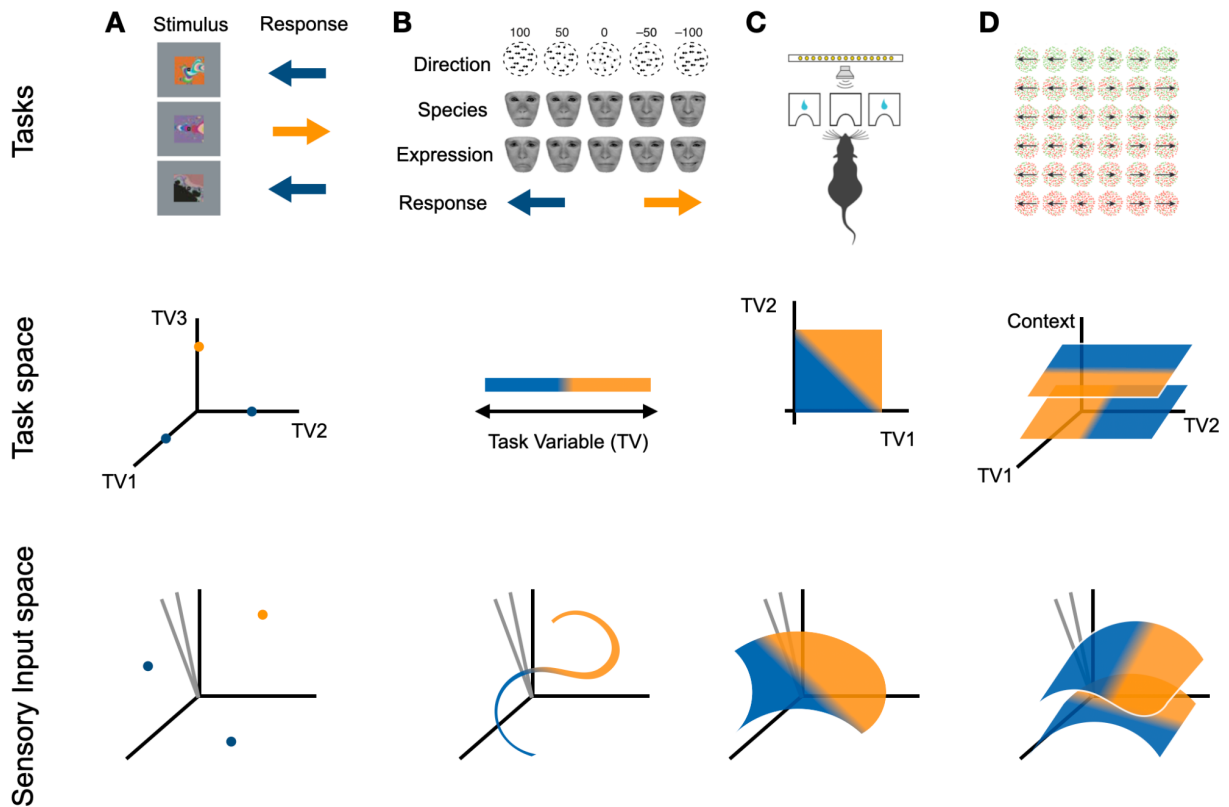 A
Stimulus
Response
B
100 50 0 –50 –100
Direction
Species
Expression
Response
C
D
Tasks
Task space
TV3
TV2
TV1
Task Variable (TV)
TV2
TV1
Context
TV2
TV1
Sensory Input space